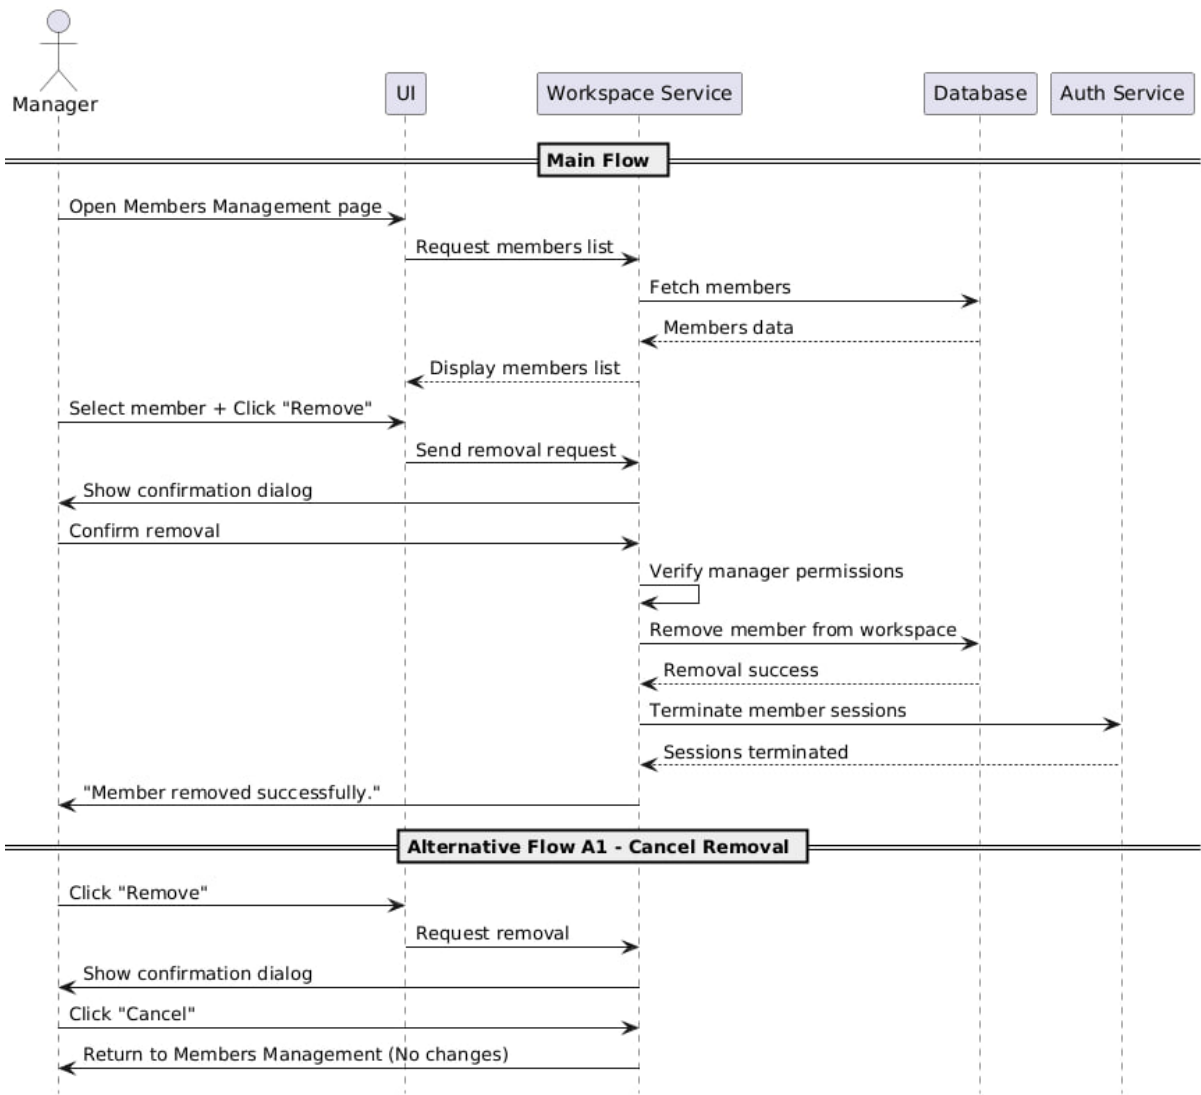 Manager
UI
Workspace Service
Database
Auth Service
Main Flow
Open Members Management page
Request members list
Fetch members
Members data
Display members list
Select member + Click "Remove"
Send removal request
Show confirmation dialog
Confirm removal
Verify manager permissions
Remove member from workspace
Removal success
Terminate member sessions
Sessions terminated
"Member removed successfully."
Alternative Flow A1 - Cancel Removal
Click "Remove"
Request removal
Show confirmation dialog
Click "Cancel"
Return to Members Management (No changes)